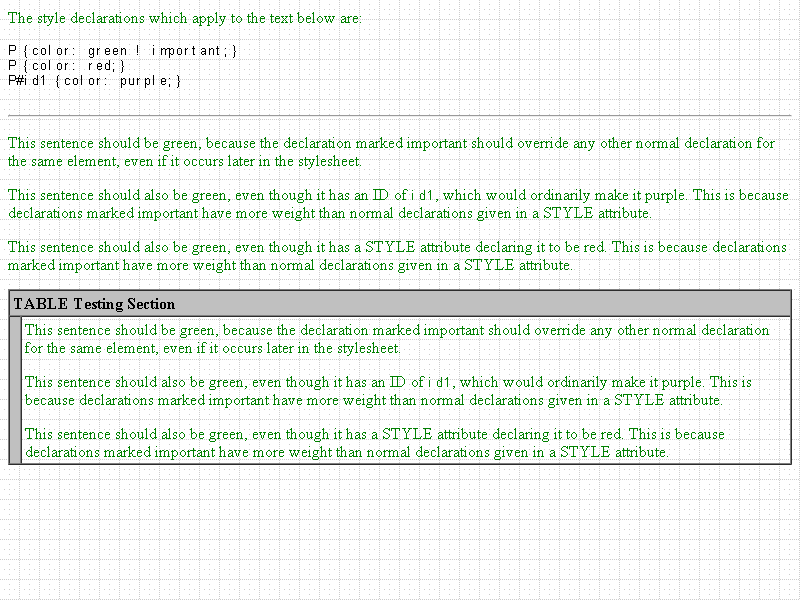 The style declarations which apply to the text below are:
P {color: green ! important;}
P {color: red;}
P#id1 {color: purple;}
This sentence should be green, because the declaration marked important should override any other normal declaration for
the same element, even if it occurs later in the stylesheet.
This sentence should also be green, even though it has an ID of id1, which would ordinarily make it purple. This is because
declarations marked important have more weight than normal declarations given in a STYLE attribute.
This sentence should also be green, even though it has a STYLE attribute declaring it to be red. This is because declarations
marked important have more weight than normal declarations given in a STYLE attribute.
TABLE Testing Section
This sentence should be green, because the declaration marked important should override any other normal declaration
for the same element, even if it occurs later in the stylesheet.
This sentence should also be green, even though it has an ID of id1, which would ordinarily make it purple. This is
because declarations marked important have more weight than normal declarations given in a STYLE attribute.
This sentence should also be green, even though it has a STYLE attribute declaring it to be red. This is because
declarations marked important have more weight than normal declarations given in a STYLE attribute.